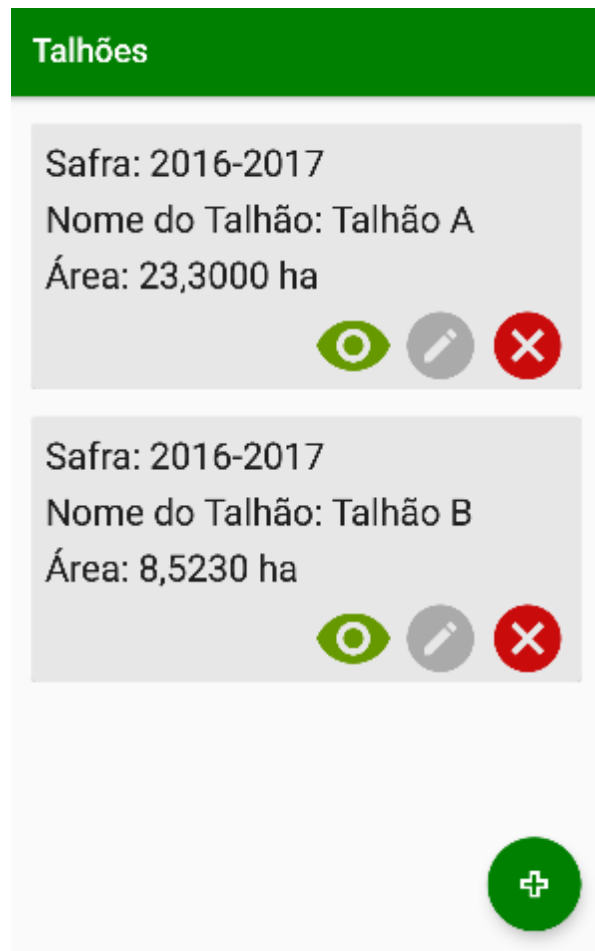 Talhões
Safra: 2016-2017
Nome do Talhão: Talhão A
Área: 23,3000 ha
Safra: 2016-2017
Nome do Talhão: Talhão B
Área: 8,5230 ha